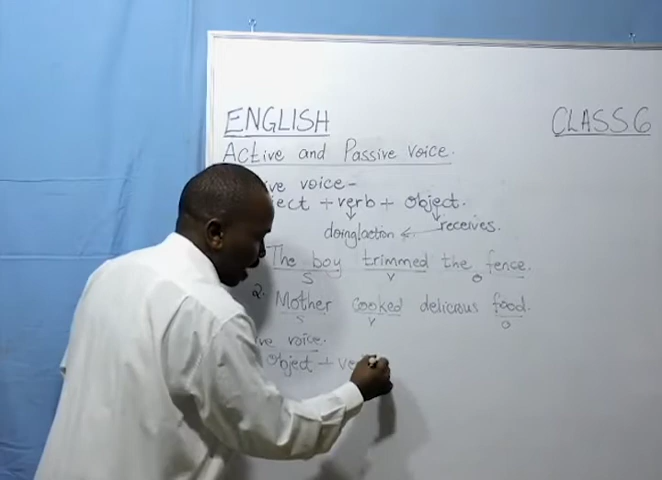 ENGLISH CLASS 6
Active and Passive voice.
voice-
+ verb + object.
doing/action receives.
The boy trimmed the fence.
S V O
2. Mother cooked delicious food.
S V O
voice.
object +